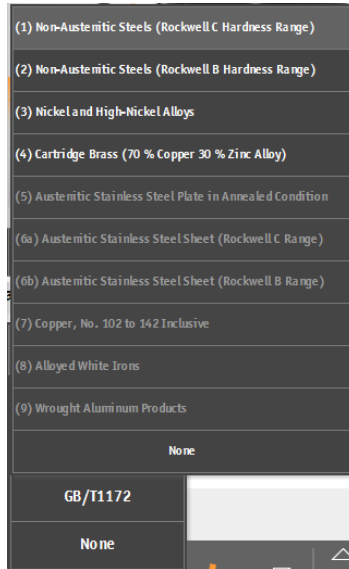 (1) Non-Austenitic Steels (Rockwell C Hardness Range)
(2) Non-Austenitic Steels (Rockwell B Hardness Range)
(3) Nickel and High-Nickel Alloys
(4) Cartridge Brass (70 % Copper 30 % Zinc Alloy)
(5) Austenitic Stainless Steel Plate in Annealed Condition
(6a) Austenitic Stainless Steel Sheet (Rockwell C Range)
(6b) Austenitic Stainless Steel Sheet (Rockwell B Range)
(7) Copper, No. 102 to 142 Inclusive
(8) Alloyed White Irons
(9) Wrought Aluminum Products
None
GB/T1172
None